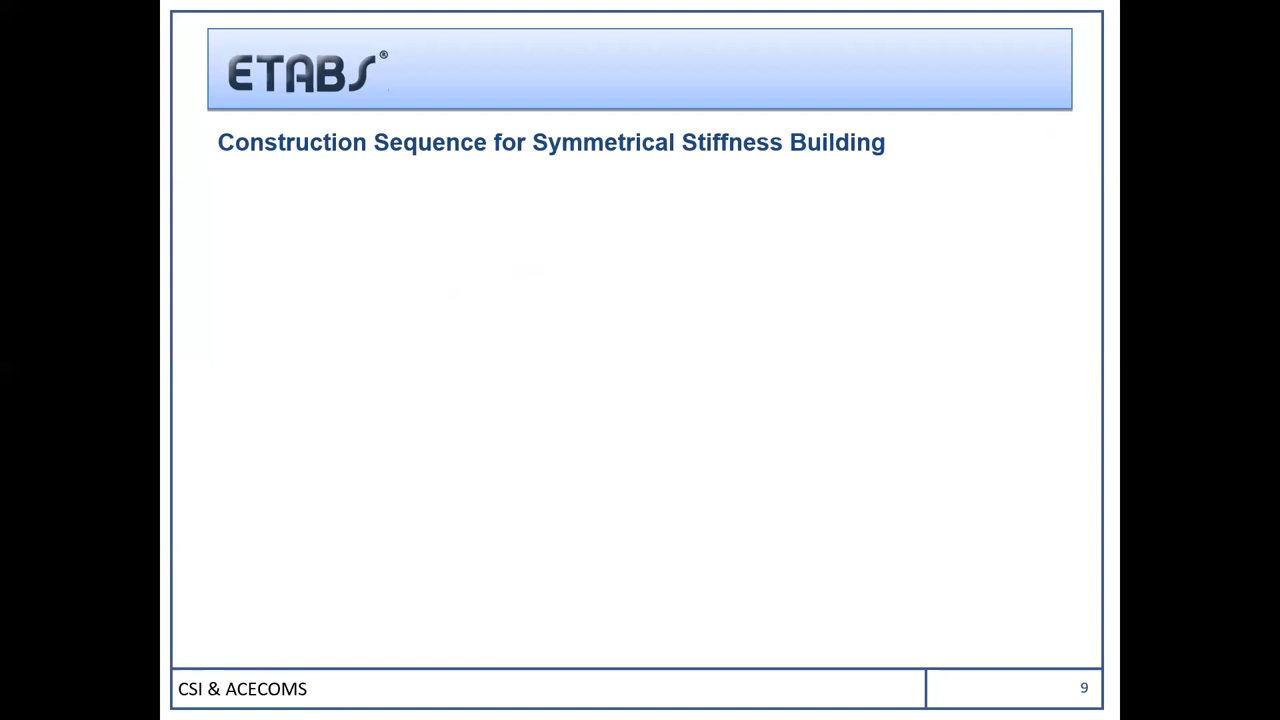 ETABS®
Construction Sequence for Symmetrical Stiffness Building
CSI & ACECOMS
9